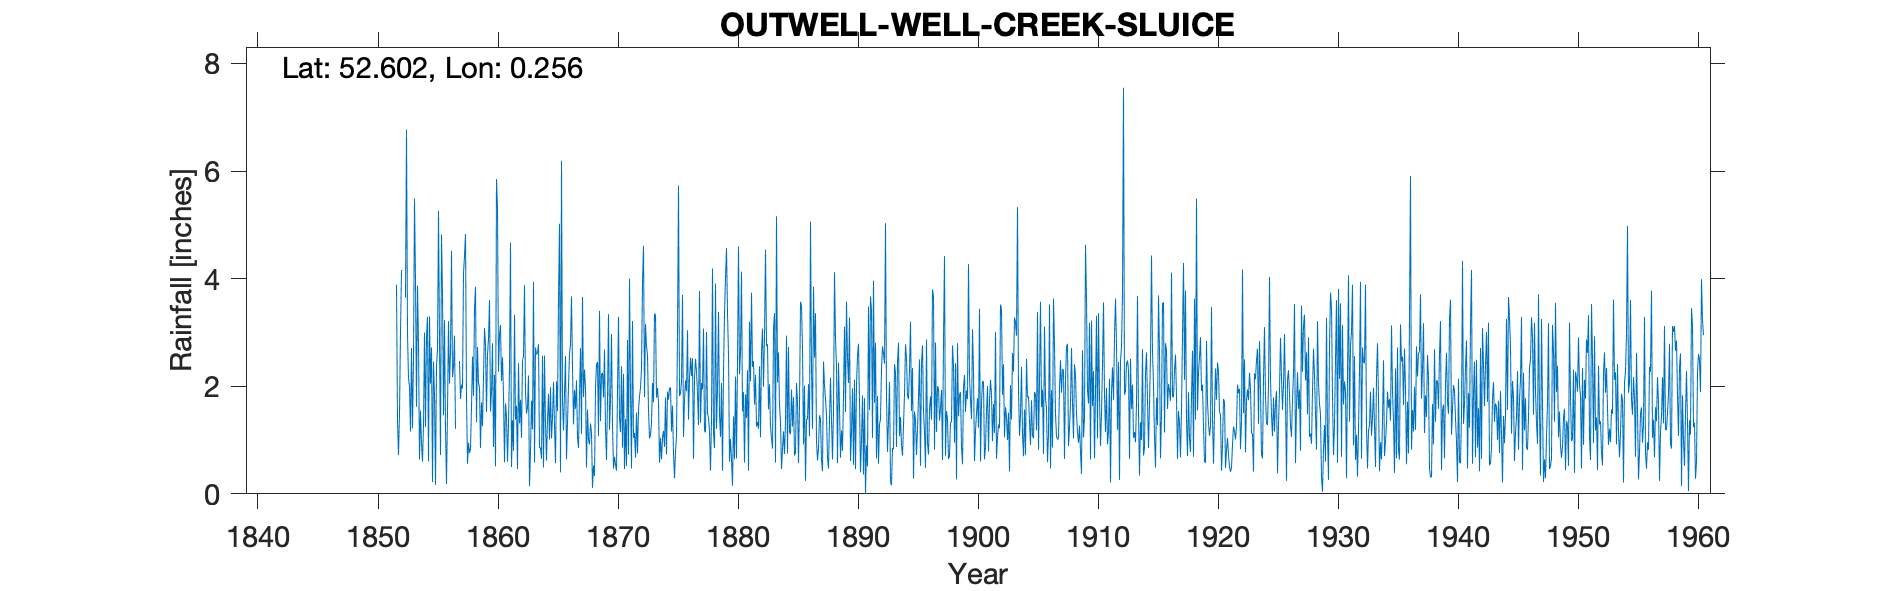 OUTWELL-WELL-CREEK-SLUICE
Lat: 52.602, Lon: 0.256
Rainfall [inches]
8
6
4
2
0
1840 1850 1860 1870 1880 1890 1900 1910 1920 1930 1940 1950 1960
Year